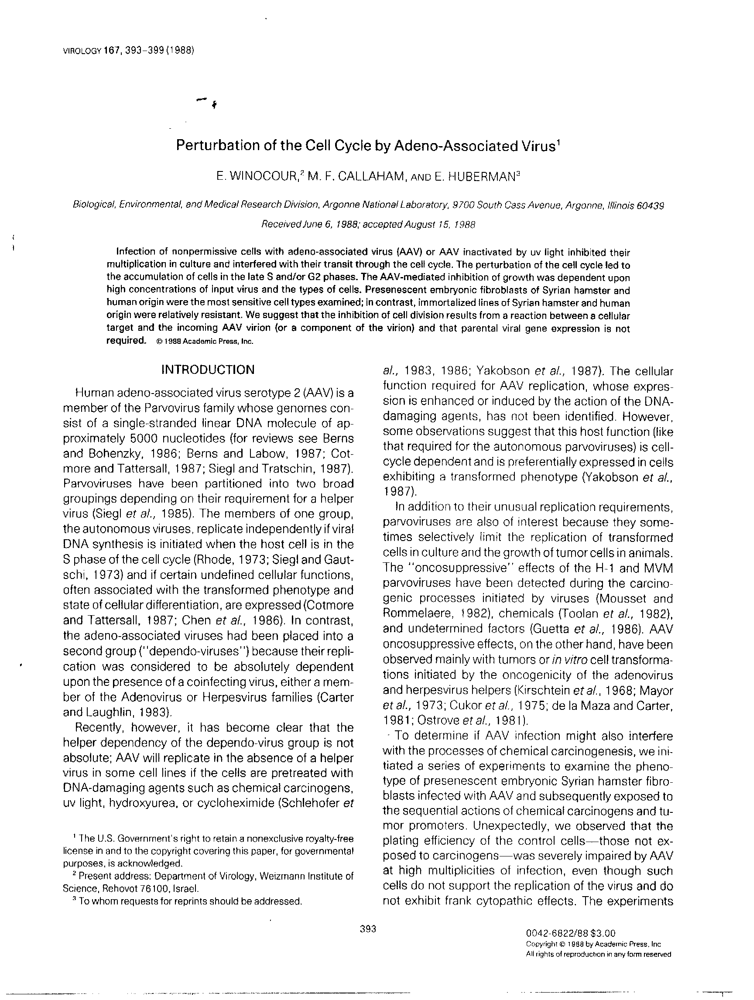 VIROLOGY 167, 393–399 (1988)
Perturbation of the Cell Cycle by Adeno-Associated Virus¹
E. WINOCOUR,² M. F. CALLAHAM, AND E. HUBERMAN³
Biological, Environmental, and Medical Research Division, Argonne National Laboratory, 9700 South Cass Avenue, Argonne, Illinois 60439
Received June 6, 1988; accepted August 15, 1988
Infection of nonpermissive cells with adeno-associated virus (AAV) or AAV inactivated by uv light inhibited their
multiplication in culture and interfered with their transit through the cell cycle. The perturbation of the cell cycle led to
the accumulation of cells in the late S and/or G2 phases. The AAV-mediated inhibition of growth was dependent upon
high concentrations of input virus and the types of cells. Presenescent embryonic fibroblasts of Syrian hamster and
human origin were the most sensitive cell types examined; in contrast, immortalized lines of Syrian hamster and human
origin were relatively resistant. We suggest that the inhibition of cell division results from a reaction between a cellular
target and the incoming AAV virion (or a component of the virion) and that parental viral gene expression is not
required. © 1988 Academic Press, Inc.
INTRODUCTION
Human adeno-associated virus serotype 2 (AAV) is a
member of the Parvovirus family whose genomes con-
sist of a single-stranded linear DNA molecule of ap-
proximately 5000 nucleotides (for reviews see Berns
and Bohenzky, 1986; Berns and Labow, 1987; Cot-
more and Tattersall, 1987; Siegl and Tratschin, 1987).
Parvoviruses have been partitioned into two broad
groupings depending on their requirement for a helper
virus (Siegl et al., 1985). The members of one group,
the autonomous viruses, replicate independently if viral
DNA synthesis is initiated when the host cell is in the
S phase of the cell cycle (Rhode, 1973; Siegl and Gaut-
schi, 1973) and if certain undefined cellular functions,
often associated with the transformed phenotype and
state of cellular differentiation, are expressed (Cotmore
and Tattersall, 1987; Chen et al., 1986). In contrast,
the adeno-associated viruses had been placed into a
second group ("dependo-viruses") because their repli-
cation was considered to be absolutely dependent
upon the presence of a coinfecting virus, either a mem-
ber of the Adenovirus or Herpesvirus families (Carter
and Laughlin, 1983).
Recently, however, it has become clear that the
helper dependency of the dependo-virus group is not
absolute; AAV will replicate in the absence of a helper
virus in some cell lines if the cells are pretreated with
DNA-damaging agents such as chemical carcinogens,
uv light, hydroxyurea, or cycloheximide (Schlehofer et
¹ The U.S. Government's right to retain a nonexclusive royalty-free
license in and to the copyright covering this paper, for governmental
purposes, is acknowledged.
² Present address: Department of Virology, Weizmann Institute of
Science, Rehovot 76100, Israel.
³ To whom requests for reprints should be addressed.
al., 1983, 1986; Yakobson et al., 1987). The cellular
function required for AAV replication, whose expres-
sion is enhanced or induced by the action of the DNA-
damaging agents, has not been identified. However,
some observations suggest that this host function (like
that required for the autonomous parvoviruses) is cell-
cycle dependent and is preferentially expressed in cells
exhibiting a transformed phenotype (Yakobson et al.,
1987).
In addition to their unusual replication requirements,
parvoviruses are also of interest because they some-
times selectively limit the replication of transformed
cells in culture and the growth of tumor cells in animals.
The "oncosuppressive" effects of the H-1 and MVM
parvoviruses have been detected during the carcino-
genic processes initiated by viruses (Mousset and
Rommelaere, 1982), chemicals (Toolan et al., 1982),
and undetermined factors (Guetta et al., 1986). AAV
oncosuppressive effects, on the other hand, have been
observed mainly with tumors or in vitro cell transforma-
tions initiated by the oncogenicity of the adenovirus
and herpesvirus helpers (Kirschtein et al., 1968; Mayor
et al., 1973; Cukor et al., 1975; de la Maza and Carter,
1981; Ostrove et al., 1981).
To determine if AAV infection might also interfere
with the processes of chemical carcinogenesis, we ini-
tiated a series of experiments to examine the pheno-
type of presenescent embryonic Syrian hamster fibro-
blasts infected with AAV and subsequently exposed to
the sequential actions of chemical carcinogens and tu-
mor promoters. Unexpectedly, we observed that the
plating efficiency of the control cells—those not ex-
posed to carcinogens—was severely impaired by AAV
at high multiplicities of infection, even though such
cells do not support the replication of the virus and do
not exhibit frank cytopathic effects. The experiments
393
0042-6822/88 $3.00
Copyright © 1988 by Academic Press, Inc
All rights of reproduction in any form reserved